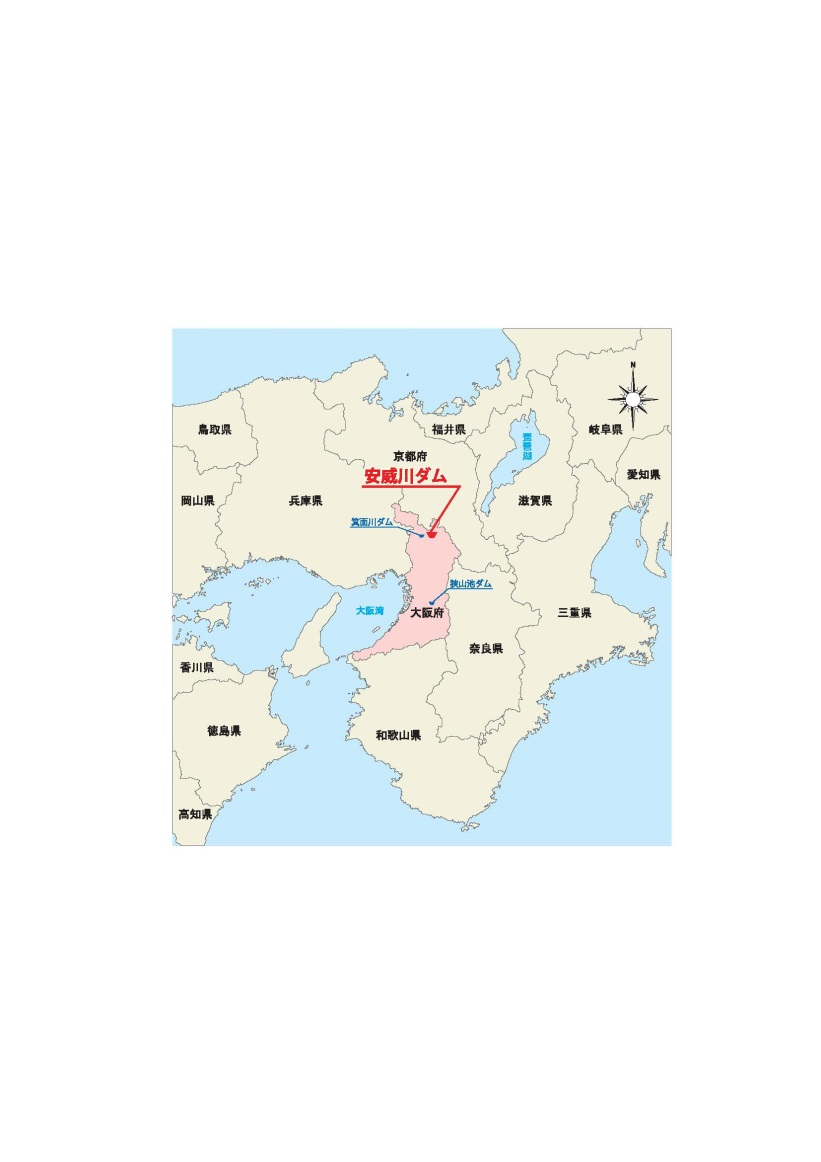 N
鳥取県
福井県
岐阜県
琵琶湖
京都府
安威川ダム
愛知県
岡山県
兵庫県
滋賀県
箕面川ダム
狭山池ダム
大阪湾
大阪府
三重県
奈良県
香川県
徳島県
和歌山県
高知県